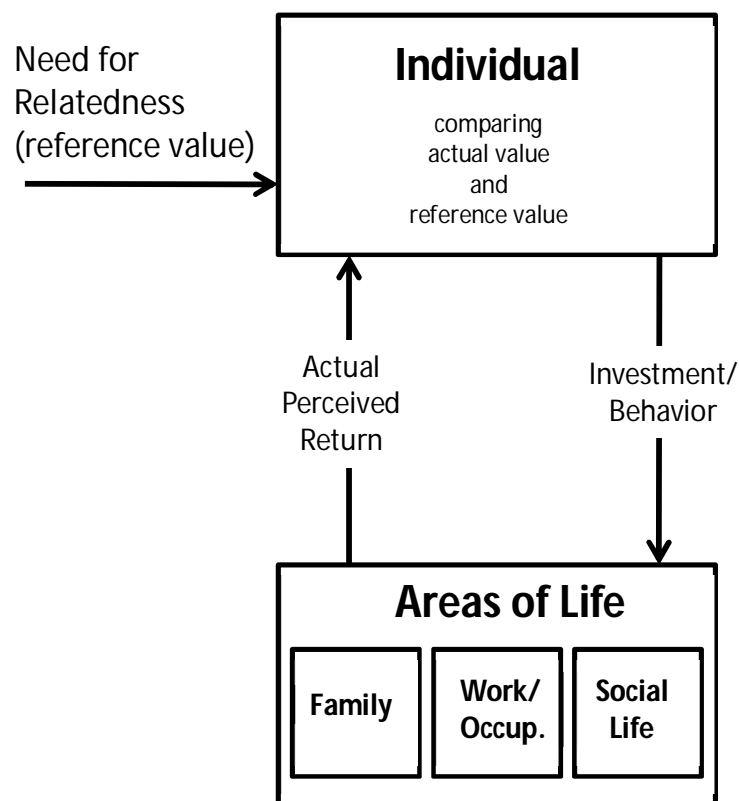 Need for
Relatedness
(reference value)
Individual
comparing
actual value
and
reference value
Actual
Perceived
Return
Investment/
Behavior
Areas of Life
Family
Work/
Occup.
Social
Life